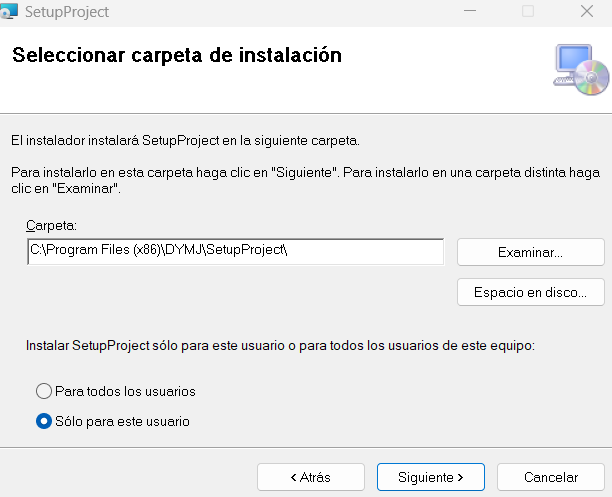 SetupProject
Seleccionar carpeta de instalación
El instalador instalará SetupProject en la siguiente carpeta.
Para instalarlo en esta carpeta haga clic en "Siguiente". Para instalarlo en una carpeta distinta haga
clic en "Examinar".
Carpeta:
C:\Program Files (x86)\DYMJ\SetupProject\
Examinar...
Espacio en disco...
Instalar SetupProject sólo para este usuario o para todos los usuarios de este equipo:
Para todos los usuarios
Sólo para este usuario
< Atrás
Siguiente >
Cancelar